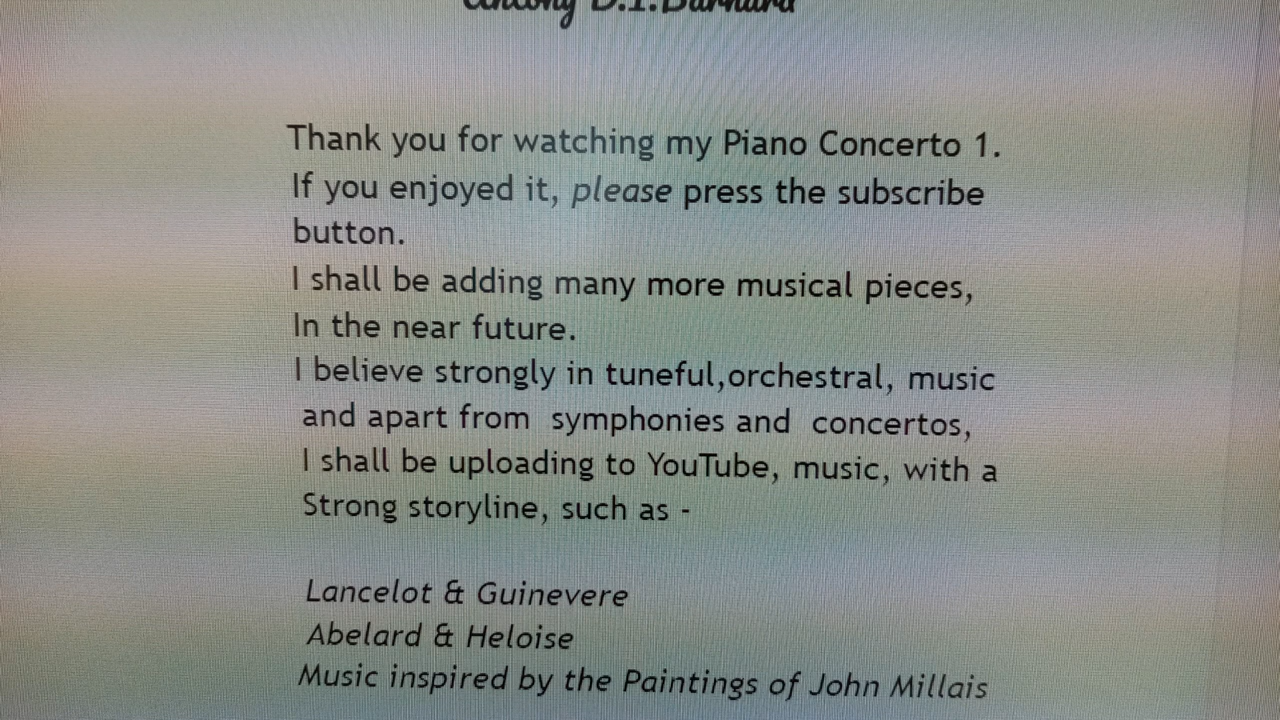 Thank you for watching my Piano Concerto 1.
If you enjoyed it, please press the subscribe
button.
I shall be adding many more musical pieces,
In the near future.
I believe strongly in tuneful,orchestral, music
and apart from symphonies and concertos,
I shall be uploading to YouTube, music, with a
Strong storyline, such as -
Lancelot & Guinevere
Abelard & Heloise
Music inspired by the Paintings of John Millais